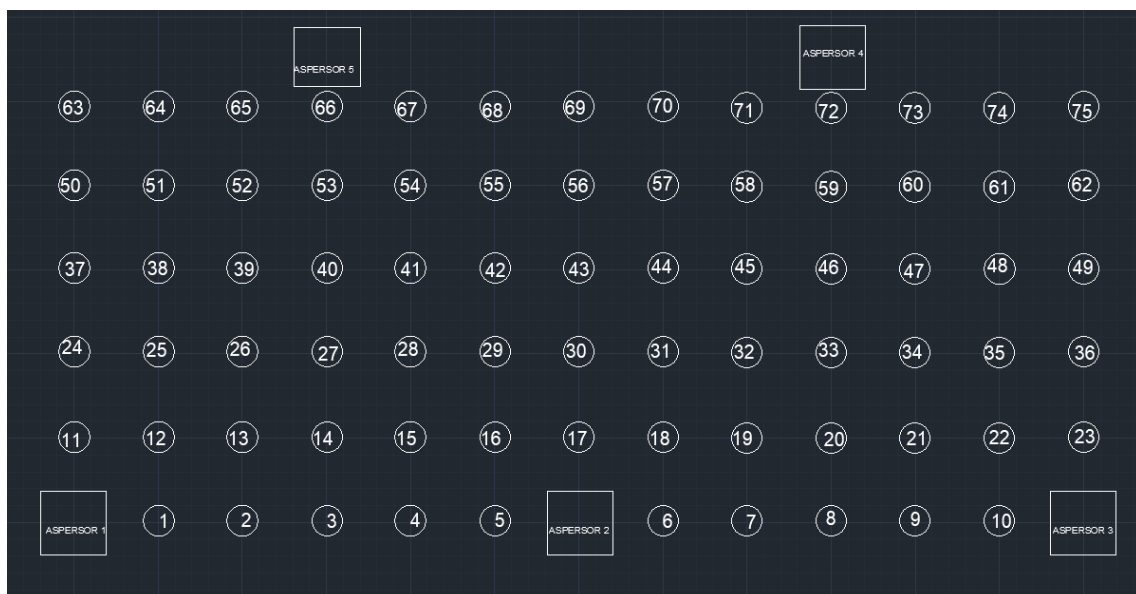 ASPERSOR 5 ASPERSOR 4
63 64 65 66 67 68 69 70 71 72 73 74 75
50 51 52 53 54 55 56 57 58 59 60 61 62
37 38 39 40 41 42 43 44 45 46 47 48 49
24 25 26 27 28 29 30 31 32 33 34 35 36
11 12 13 14 15 16 17 18 19 20 21 22 23
ASPERSOR 1 1 2 3 4 5 ASPERSOR 2 6 7 8 9 10 ASPERSOR 3